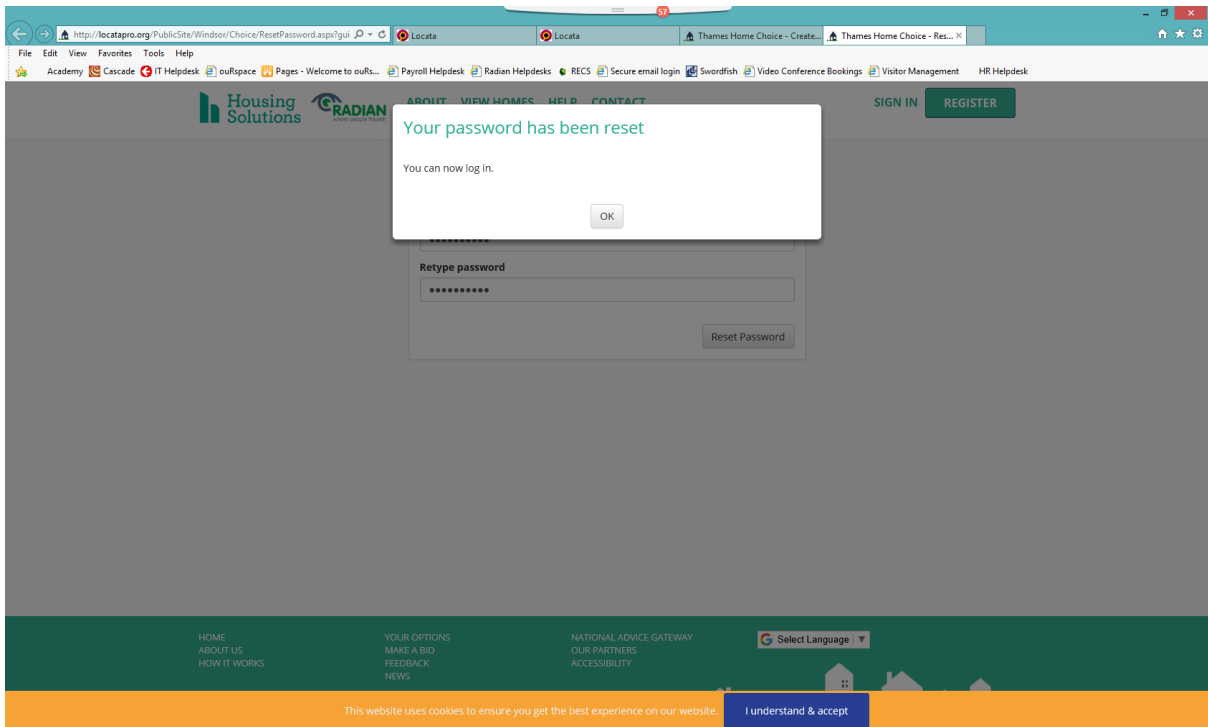 57
http://locatapro.org/PublicSite/Windsor/Choice/ResetPassword.aspx?gui
Locata
Locata
Thames Home Choice - Create...
Thames Home Choice - Res...
File Edit View Favorites Tools Help
Academy Cascade IT Helpdesk ouRspace Pages - Welcome to ouRs... Payroll Helpdesk Radian Helpdesks RECS Secure email login Swordfish Video Conference Bookings Visitor Management HR Helpdesk
Housing Solutions
RADIAN
where people flourish
ABOUT VIEW HOMES HELP CONTACT
SIGN IN REGISTER
Your password has been reset
You can now log in.
OK
Retype password
Reset Password
HOME
ABOUT US
HOW IT WORKS
YOUR OPTIONS
MAKE A BID
FEEDBACK
NEWS
NATIONAL ADVICE GATEWAY
OUR PARTNERS
ACCESSIBILITY
Select Language
This website uses cookies to ensure you get the best experience on our website.
I understand & accept